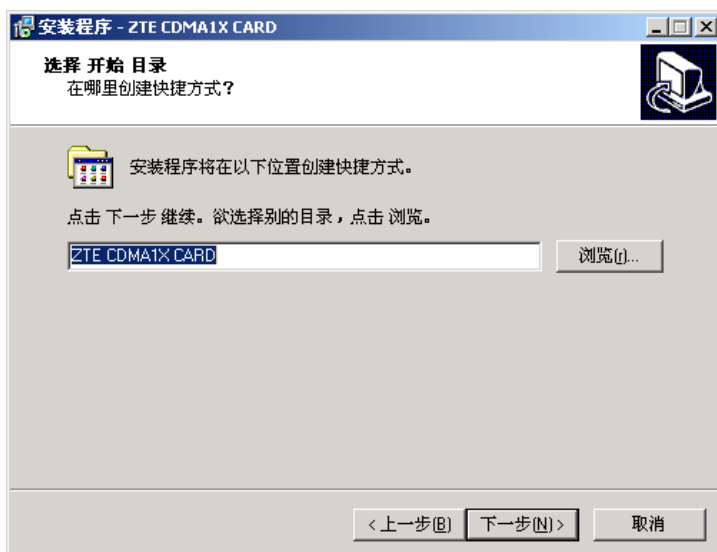 安装程序 - ZTE CDMA1X CARD
选择 开始 目录
在哪里创建快捷方式?
安装程序将在以下位置创建快捷方式。
点击 下一步 继续。欲选择别的目录，点击 浏览。
ZTE CDMA1X CARD
浏览(r)...
<上一步(B) 下一步(N)> 取消